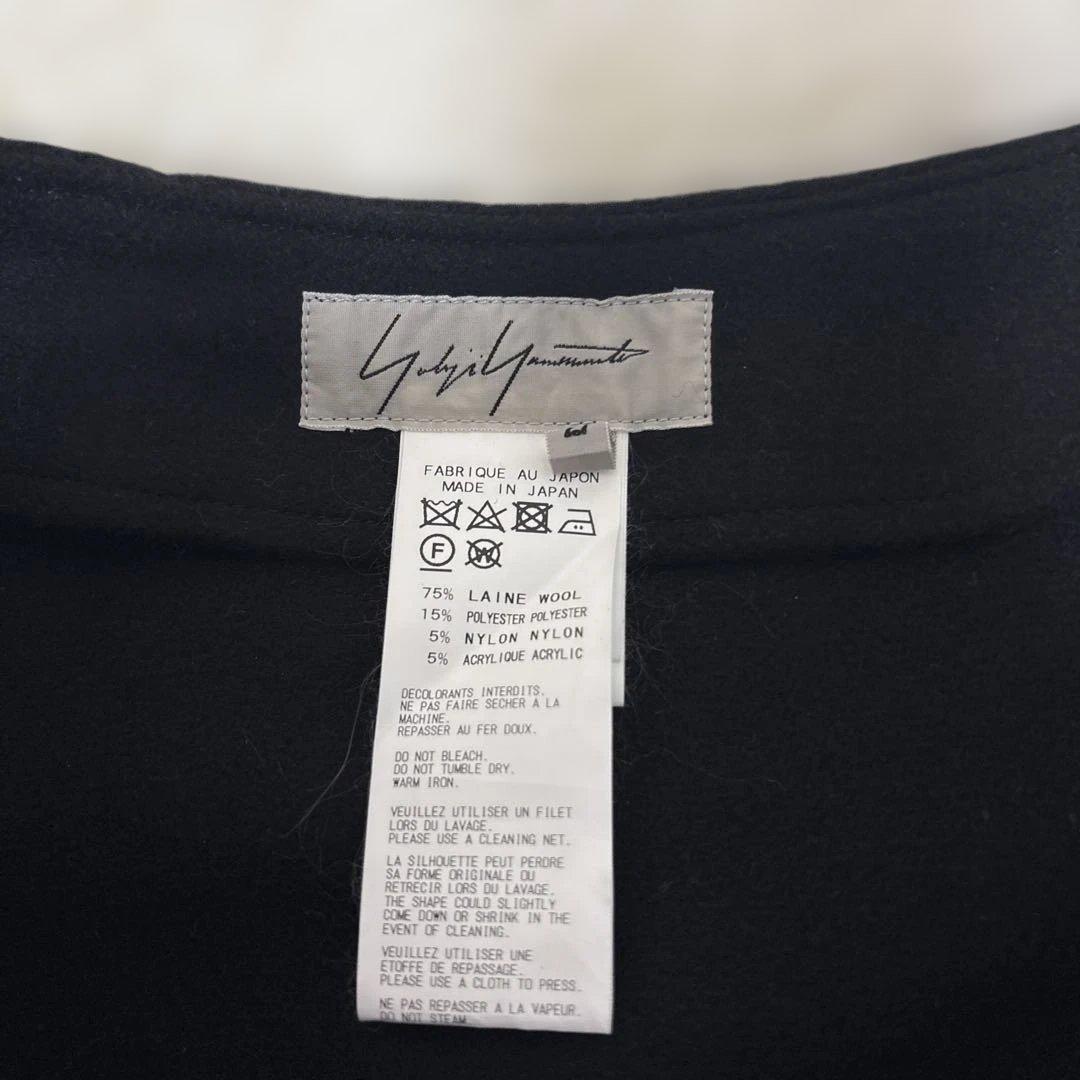 Yohji Yamamoto
FABRIQUE AU JAPON
MADE IN JAPAN
F
W
75% LAINE WOOL
15% POLYESTER POLYESTER
5% NYLON NYLON
5% ACRYLIQUE ACRYLIC
DECOLORANTS INTERDITS.
NE PAS FAIRE SECHER A LA
MACHINE.
REPASSER AU FER DOUX.
DO NOT BLEACH.
DO NOT TUMBLE DRY.
WARM IRON.
VEUILLEZ UTILISER UN FILET
LORS DU LAVAGE.
PLEASE USE A CLEANING NET.
LA SILHOUETTE PEUT PERDRE
SA FORME ORIGINALE OU
RETRECIR LORS DU LAVAGE.
THE SHAPE COULD SLIGHTLY
COME DOWN OR SHRINK IN THE
EVENT OF CLEANING.
VEUILLEZ UTILISER UNE
ETOFFE DE REPASSAGE.
PLEASE USE A CLOTH TO PRESS.
NE PAS REPASSER A LA VAPEUR.
DO NOT STEAM